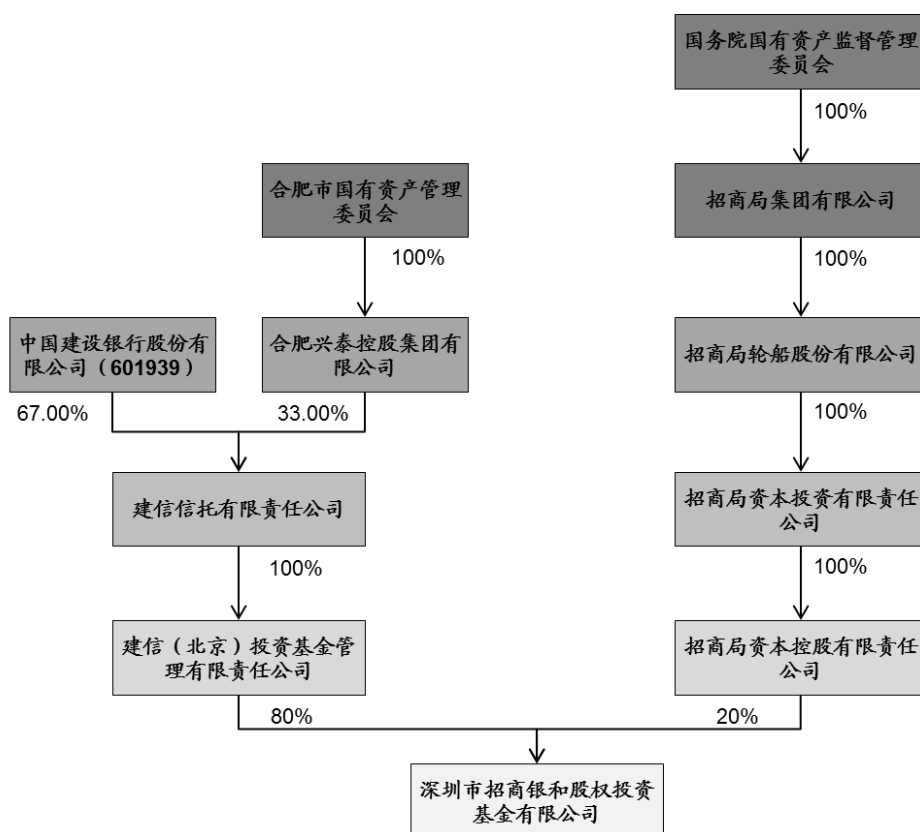 国务院国有资产监督管理
委员会
100%
合肥市国有资产管理
委员会
招商局集团有限公司
100%
100%
中国建设银行股份有
限公司（601939）
合肥兴泰控股集团有
限公司
招商局轮船股份有限公司
67.00%
33.00%
100%
建信信托有限责任公司
招商局资本投资有限责任
公司
100%
100%
建信（北京）投资基金管
理有限责任公司
招商局资本控股有限责任
公司
80%
20%
深圳市招商银和股权投资
基金有限公司